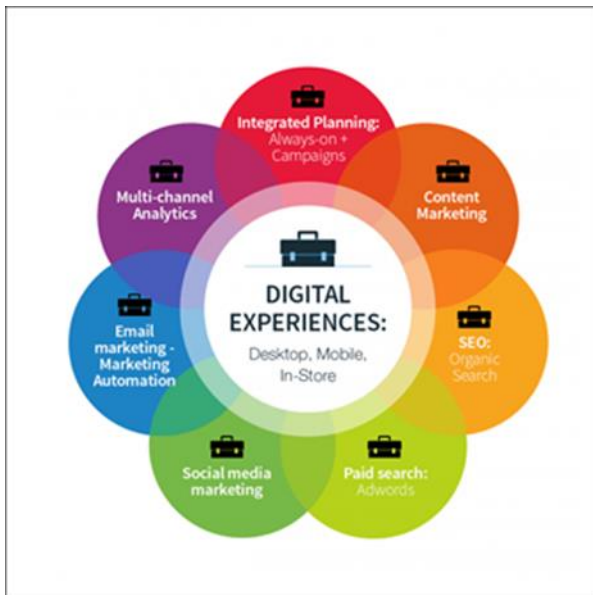 Integrated Planning:
Always-on +
Campaigns
Content
Marketing
SEO:
Organic
Search
Paid search:
Adwords
Social media
marketing
Email
marketing -
Marketing
Automation
Multi-channel
Analytics
DIGITAL
EXPERIENCES:
Desktop, Mobile,
In-Store